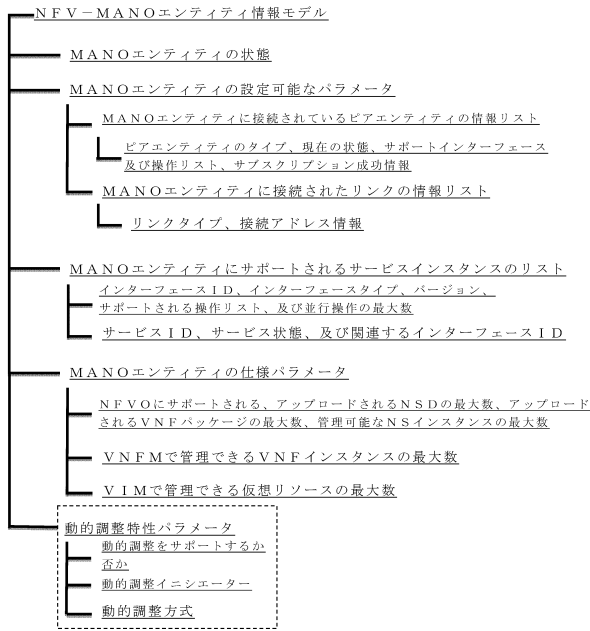 NFV-MANOエンティティ情報モデル
MANOエンティティの状態
MANOエンティティの設定可能なパラメータ
MANOエンティティに接続されているピアエンティティの情報リスト
ピアエンティティのタイプ、現在の状態、サポートインターフェース
及び操作リスト、サブスクリプション成功情報
MANOエンティティに接続されたリンクの情報リスト
リンクタイプ、接続アドレス情報
MANOエンティティにサポートされるサービスインスタンスのリスト
インターフェースID、インターフェースタイプ、バージョン、
サポートされる操作リスト、及び並行操作の最大数
サービスID、サービス状態、及び関連するインターフェースID
MANOエンティティの仕様パラメータ
NFVOにサポートされる、アップロードされるNSDの最大数、アップロード
されるVNFパッケージの最大数、管理可能なNSインスタンスの最大数
VNFMで管理できるVNFインスタンスの最大数
VIMで管理できる仮想リソースの最大数
動的調整特性パラメータ
動的調整をサポートするか
否か
動的調整イニシエーター
動的調整方式